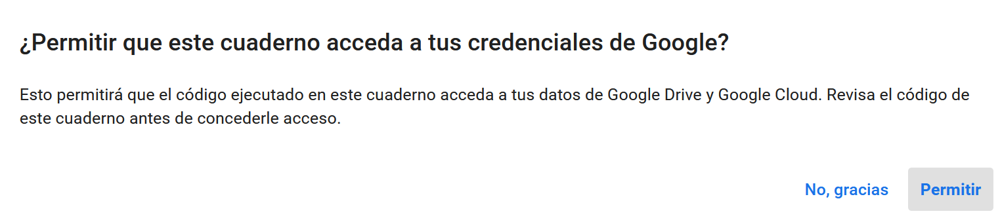 ¿Permitir que este cuaderno acceda a tus credenciales de Google?
Esto permitirá que el código ejecutado en este cuaderno acceda a tus datos de Google Drive y Google Cloud. Revisa el código de
este cuaderno antes de concederle acceso.
No, gracias Permitir